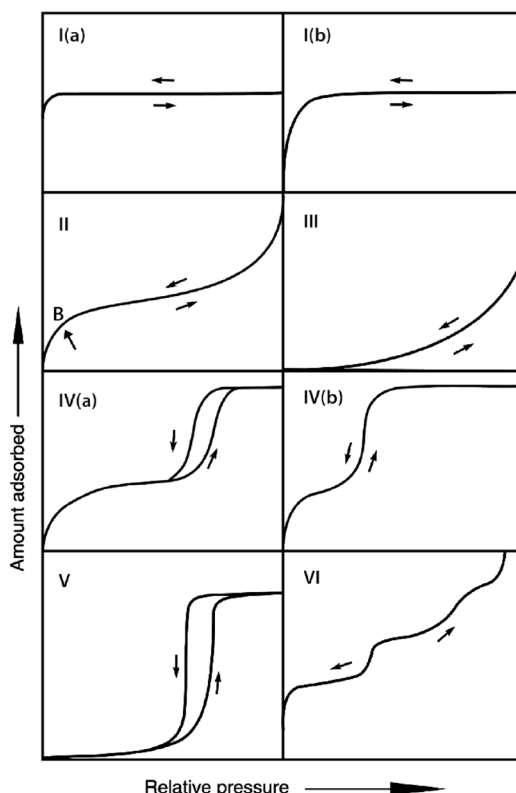 I(a)
I(b)
II
III
B
IV(a)
IV(b)
V
VI
Amount adsorbed
Relative pressure